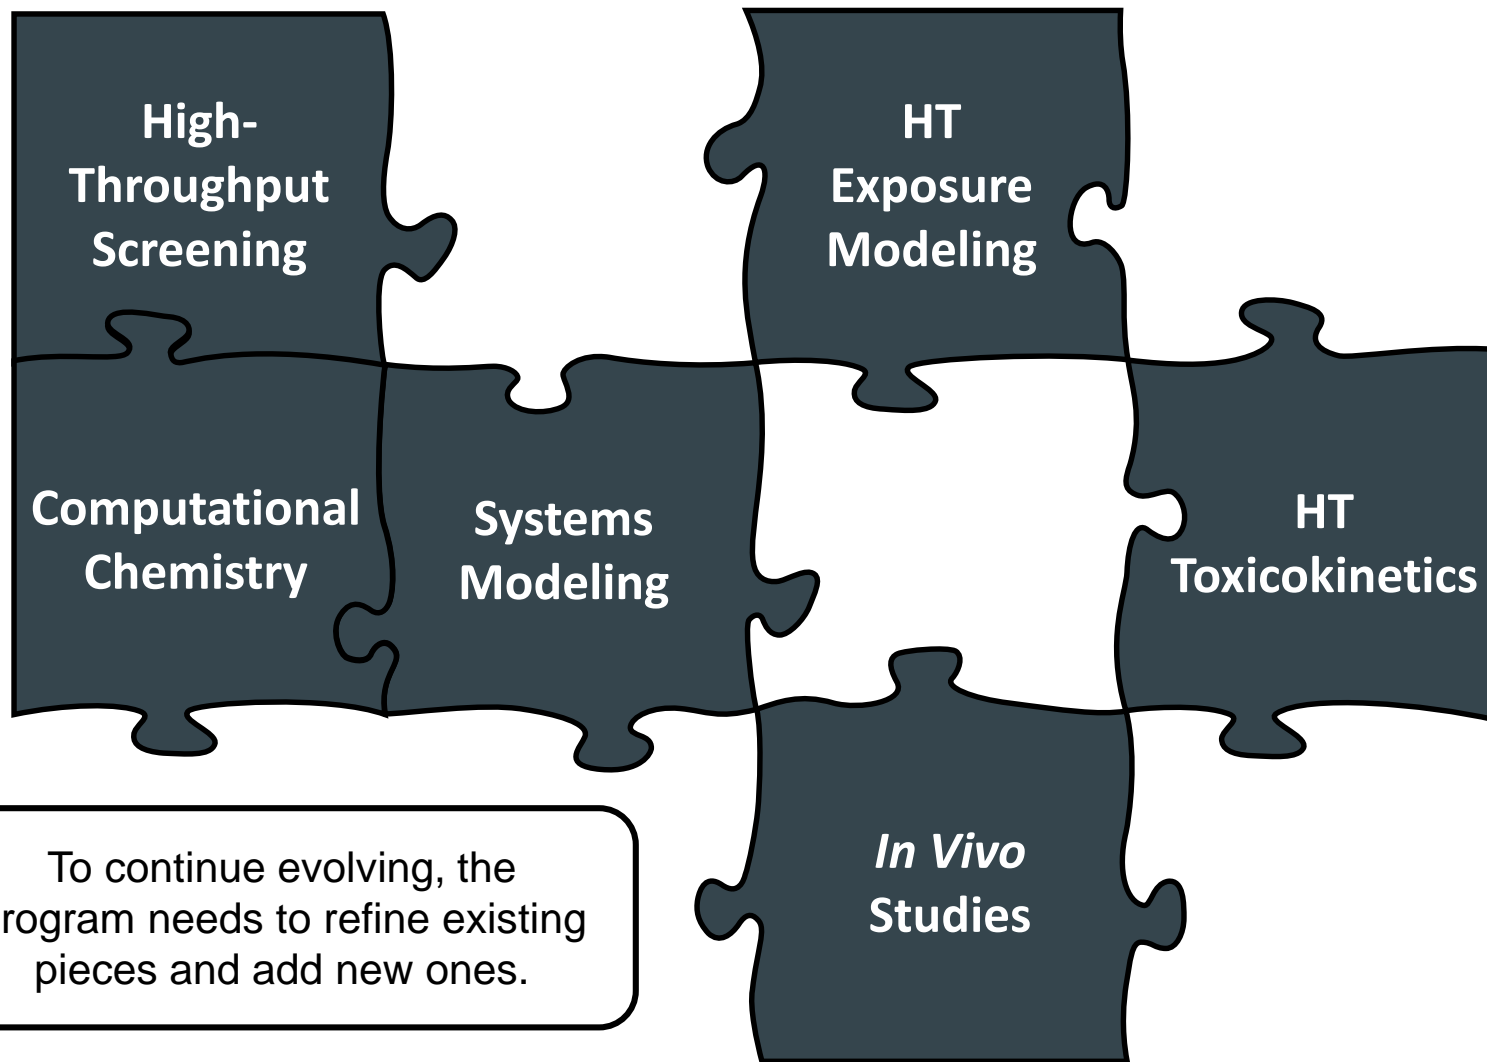 High-
Throughput
Screening
HT
Exposure
Modeling
Computational
Chemistry
Systems
Modeling
HT
Toxicokinetics
In Vivo
Studies
To continue evolving, the
rogram needs to refine existing
pieces and add new ones.